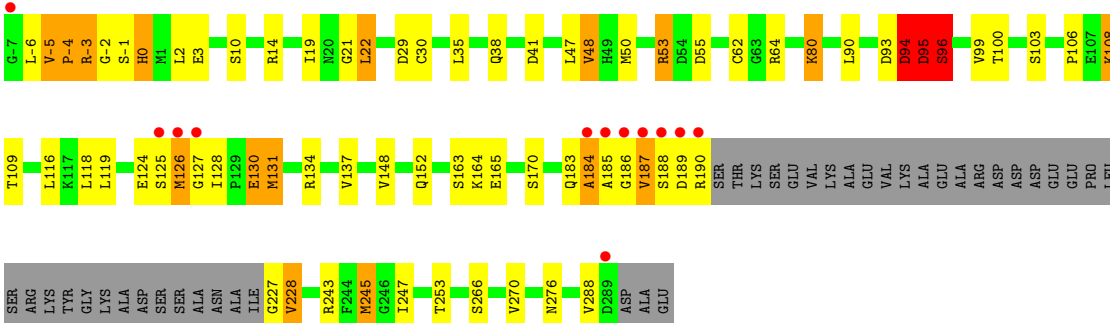 G-7 L-6 V-5 P-4 R-3 G-2 S-1 H0 M1 L2 E3 S10 R14 I19 N20 G21 L22 D29 C30 L35 Q38 D41 L47 V48 H49 M50 R53 D54 D55 C62 G63 R64 K80 L90 D93 D94 D95 S96 V99 T100 S103 P106 E107 K108
T109 L116 K117 L118 L119 E124 S125 M126 G127 I128 P129 E130 M131 R134 V137 V148 Q152 S163 K164 E165 S170 Q183 A184 A185 G186 V187 S188 D189 R190 SER THR LYS SER GLU VAL LYS ALA GLU VAL LYS ALA GLU ALA ARG ASP ASP ASP GLU GLU PRO LEU
SER ARG LYS TYR GLY LYS ALA ASP SER SER ALA ASN ALA ILE G227 V228 R243 F244 M245 G246 I247 T253 S266 V270 N276 V288 D289 ASP ALA GLU